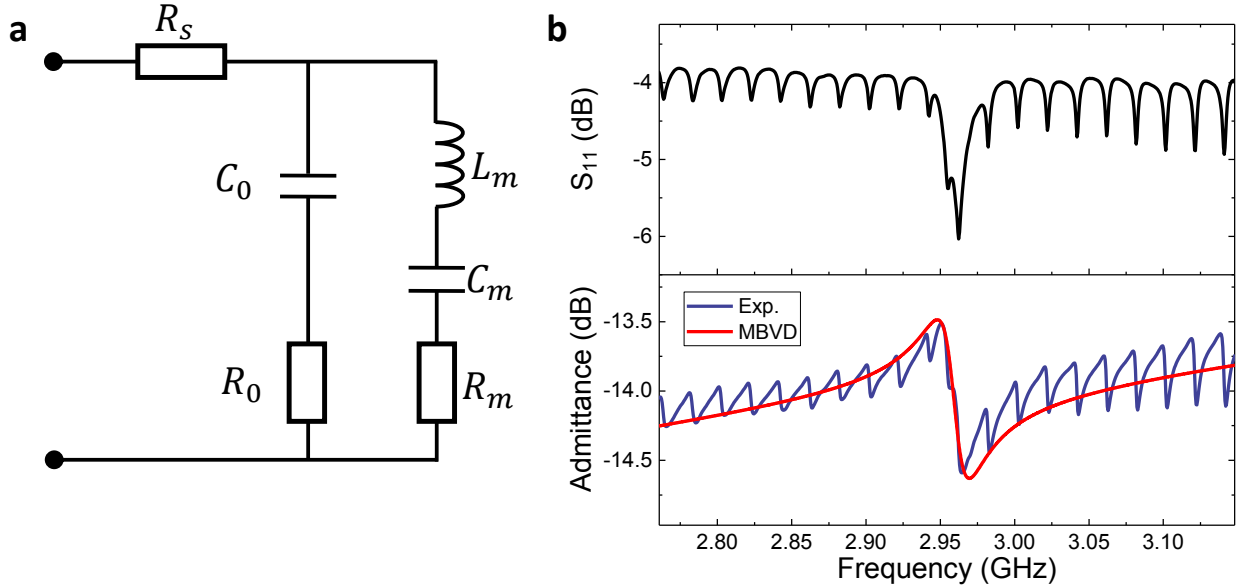 a
R_s
C_0
L_m
C_m
R_0
R_m
b
-4
-5
-6
S_11 (dB)
Exp.
MBVD
-13.5
-14.0
-14.5
Admittance (dB)
2.80 2.85 2.90 2.95 3.00 3.05 3.10
Frequency (GHz)